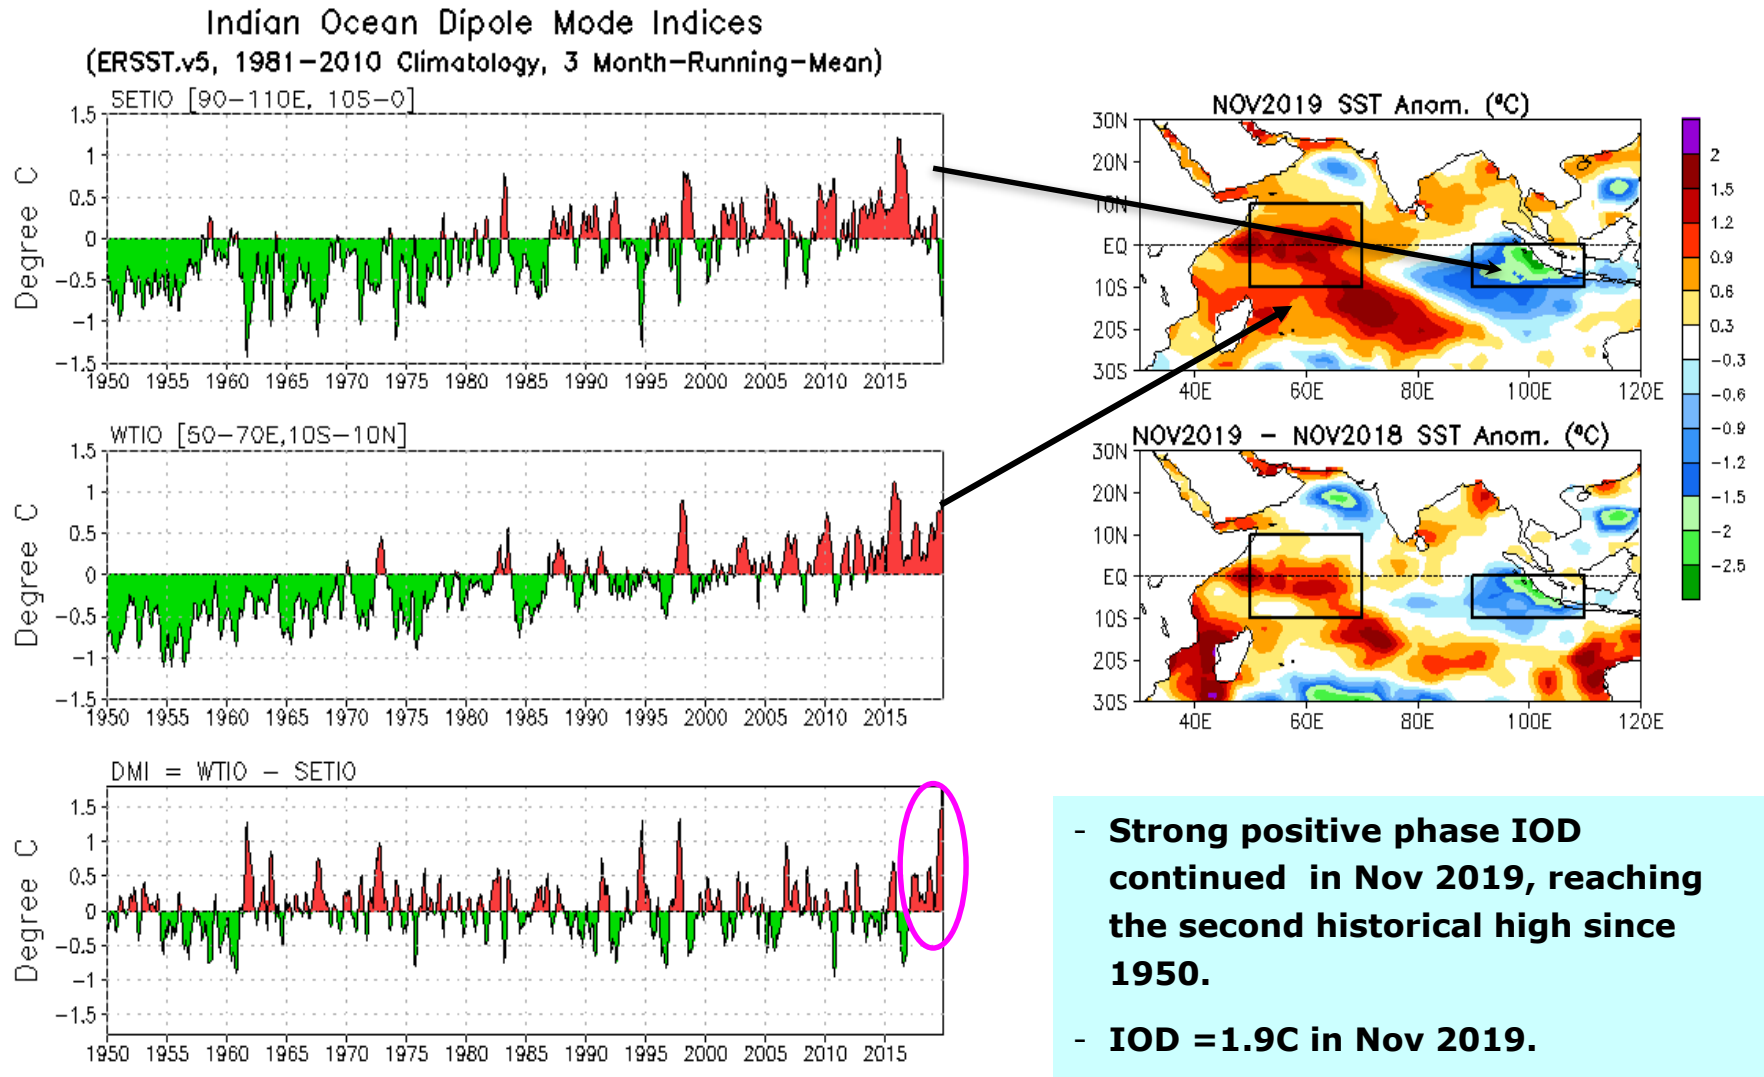 Indian Ocean Dipole Mode Indices
(ERSST.v5, 1981-2010 Climatology, 3 Month-Running-Mean)
SETIO [90-110E, 10S-0]
Degree C
1.5
1
0.5
0
-0.5
-1
-1.5
1950 1955 1960 1965 1970 1975 1980 1985 1990 1995 2000 2005 2010 2015
WTIO [50-70E,10S-10N]
Degree C
1.5
1
0.5
0
-0.5
-1
-1.5
1950 1955 1960 1965 1970 1975 1980 1985 1990 1995 2000 2005 2010 2015
DMI = WTIO - SETIO
Degree C
1.5
1
0.5
0
-0.5
-1
-1.5
1950 1955 1960 1965 1970 1975 1980 1985 1990 1995 2000 2005 2010 2015
NOV2019 SST Anom. (°C)
30N
20N
10N
EQ
10S
20S
30S
40E 60E 80E 100E 120E
NOV2019 - NOV2018 SST Anom. (°C)
30N
20N
10N
EQ
10S
20S
30S
40E 60E 80E 100E 120E
2
1.5
1.2
0.9
0.6
0.3
-0.3
-0.6
-0.9
-1.2
-1.5
-2
-2.5
- Strong positive phase IOD
continued in Nov 2019, reaching
the second historical high since
1950.
- IOD =1.9C in Nov 2019.